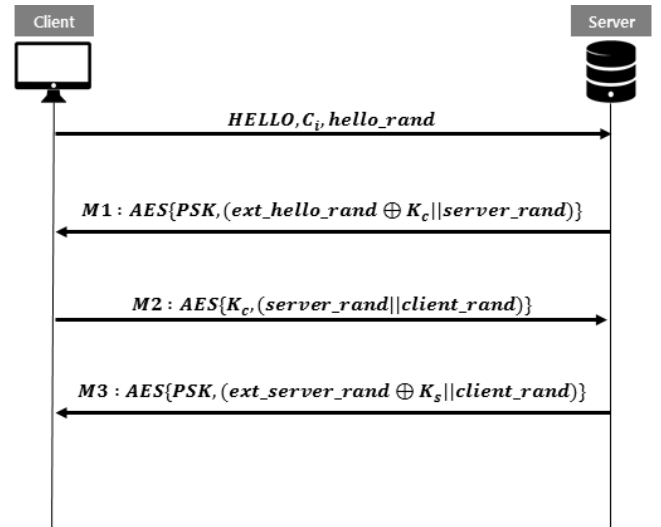 Client
Server
HELLO, C_i, hello_rand
M1 : AES{PSK, (ext_hello_rand ⊕ K_c||server_rand)}
M2 : AES{K_c, (server_rand||client_rand)}
M3 : AES{PSK, (ext_server_rand ⊕ K_s||client_rand)}